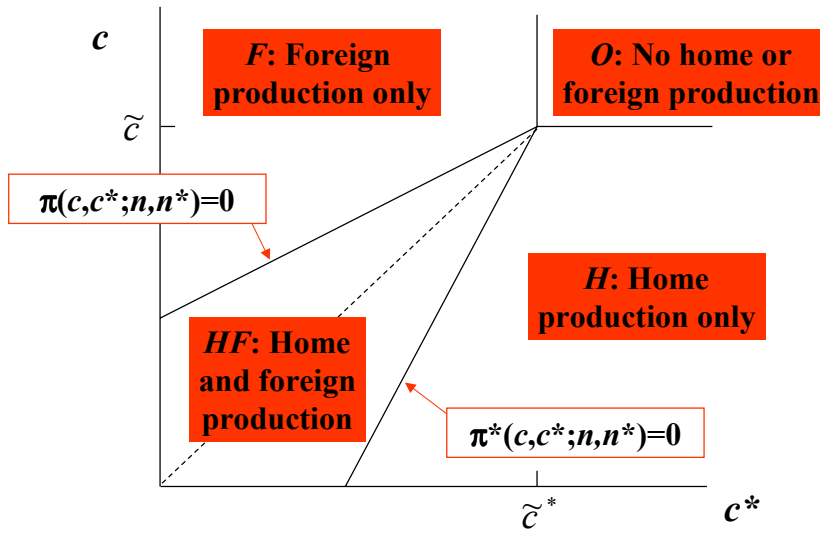 c
F: Foreign
production only
O: No home or
foreign production
c̃
π(c,c*;n,n*)=0
H: Home
production only
HF: Home
and foreign
production
π*(c,c*;n,n*)=0
c̃*
c*